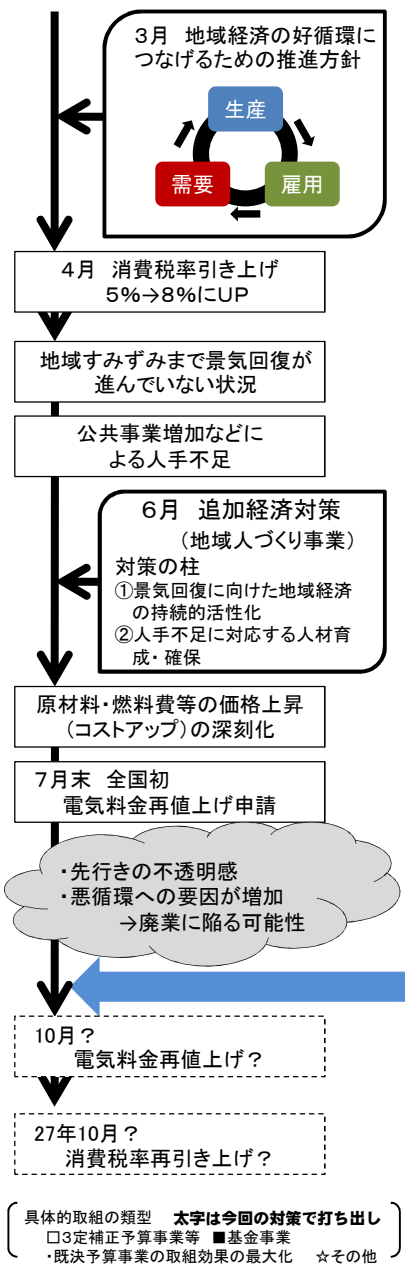 ３月　地域経済の好循環に
つなげるための推進方針
生産
需要
雇用
４月　消費税率引き上げ
５％→８％にＵＰ
地域すみずみまで景気回復が
進んでいない状況
公共事業増加などに
よる人手不足
６月　追加経済対策
（地域人づくり事業）
対策の柱
①景気回復に向けた地域経済
の持続的活性化
②人手不足に対応する人材育
成・確保
原材料・燃料費等の価格上昇
（コストアップ）の深刻化
７月末　全国初
電気料金再値上げ申請
・先行きの不透明感
・悪循環への要因が増加
→廃業に陥る可能性
10月？
電気料金再値上げ？
27年10月？
消費税率再引き上げ？
具体的取組の類型　太字は今回の対策で打ち出し
□３定補正予算事業等　■基金事業
・既決予算事業の取組効果の最大化　☆その他